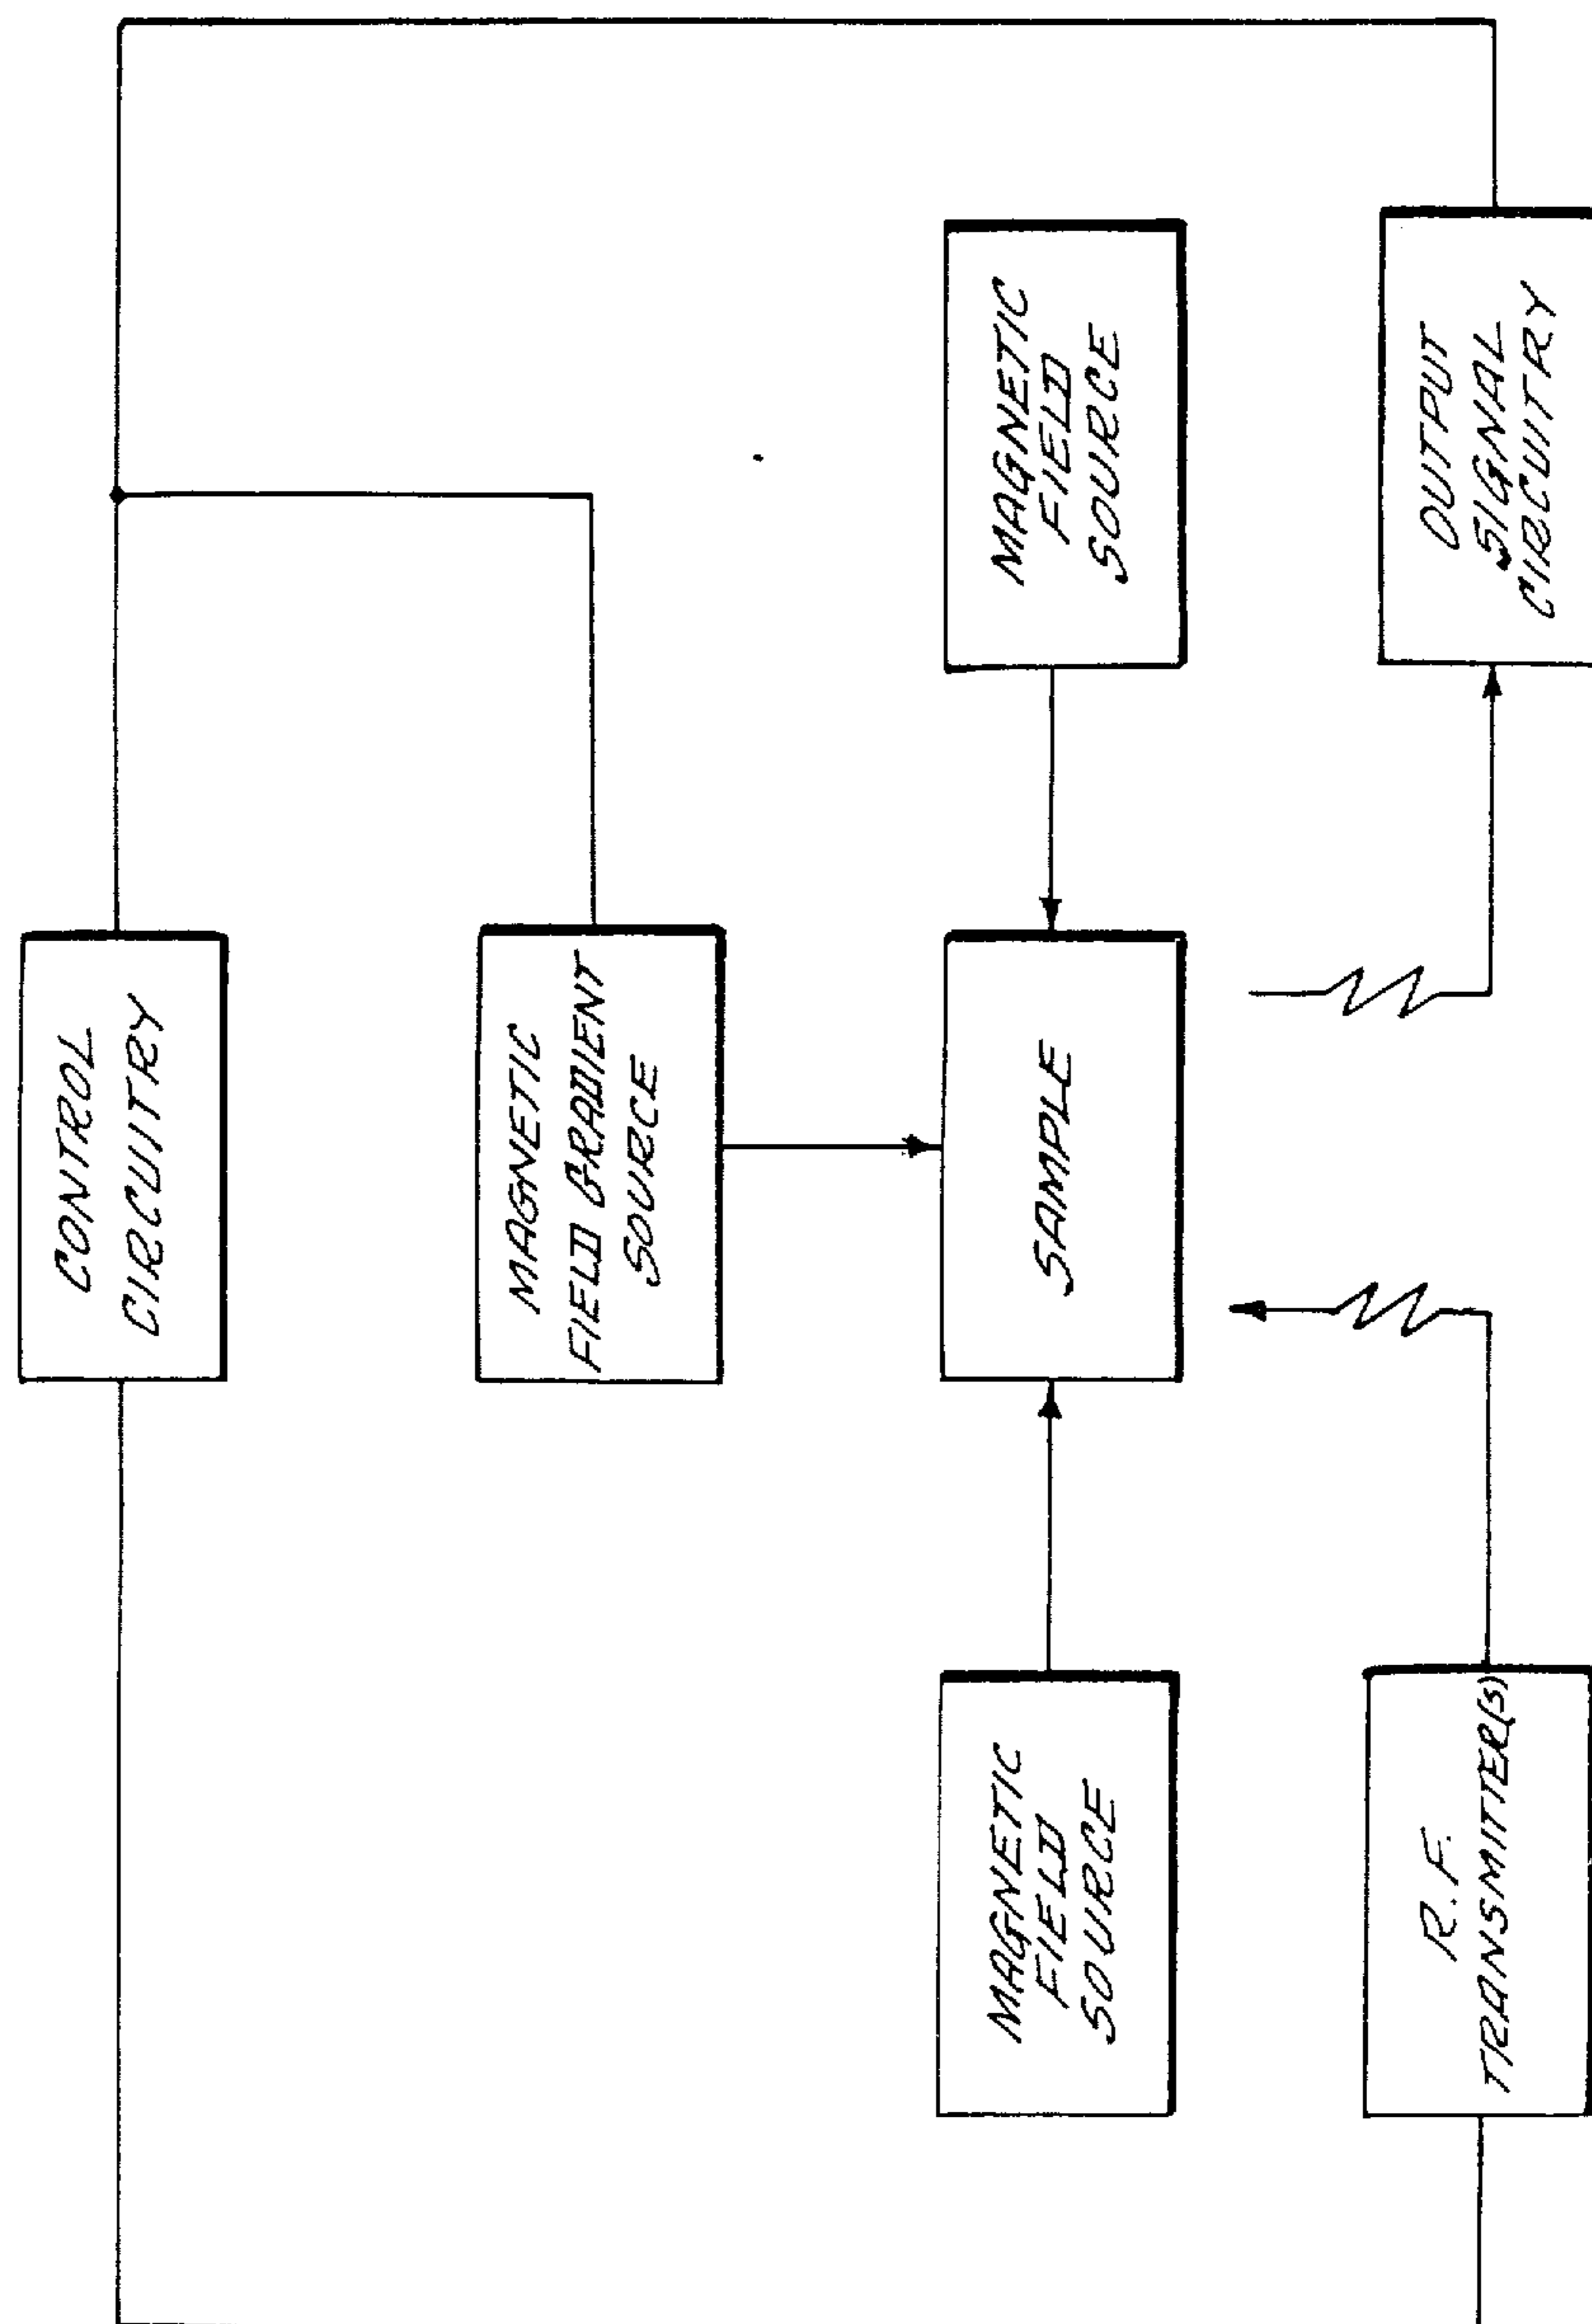 CONTROL
CIRCUITRY
MAGNETIC
FIELD GRADIENT
SOURCE
MAGNETIC
FIELD
SOURCE
SAMPLE
MAGNETIC
FIELD
SOURCE
R.F.
TRANSMITTER(S)
OUTPUT
SIGNAL
CIRCUITRY